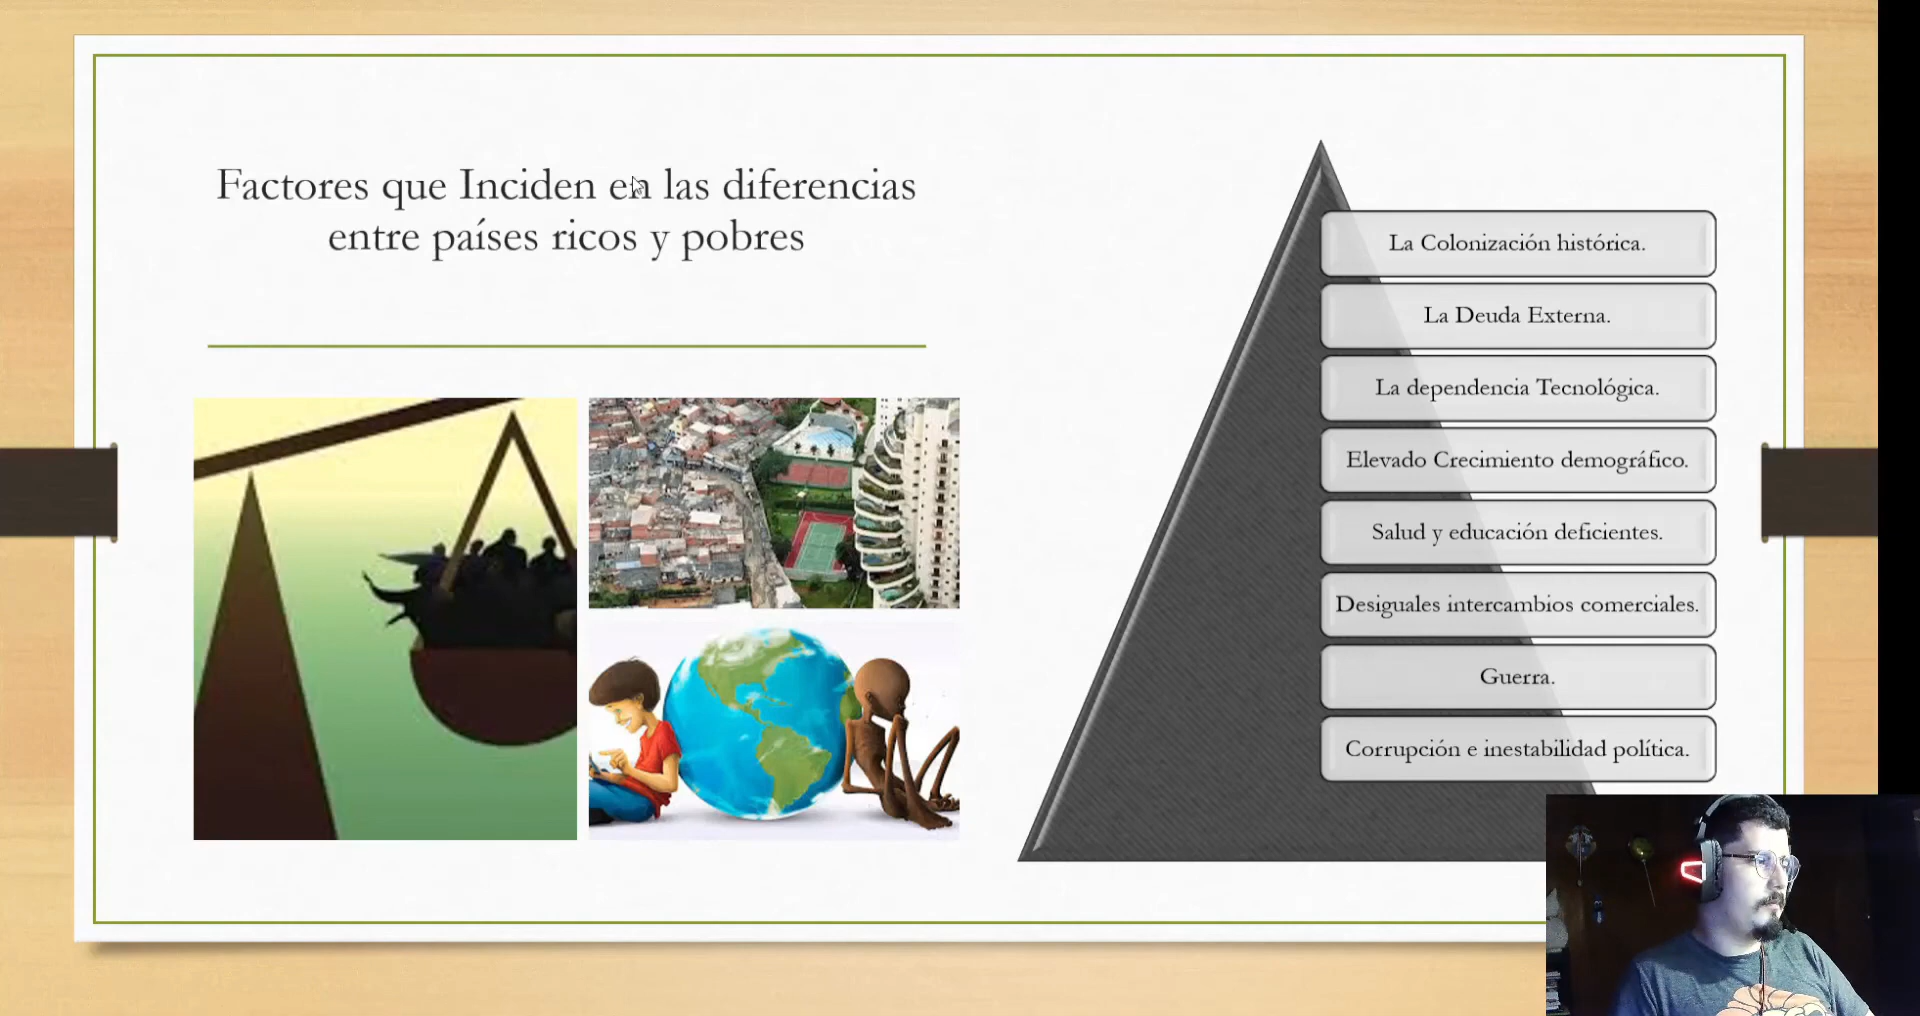 Factores que Inciden en las diferencias
entre países ricos y pobres
La Colonización histórica.
La Deuda Externa.
La dependencia Tecnológica.
Elevado Crecimiento demográfico.
Salud y educación deficientes.
Desiguales intercambios comerciales.
Guerra.
Corrupción e inestabilidad política.